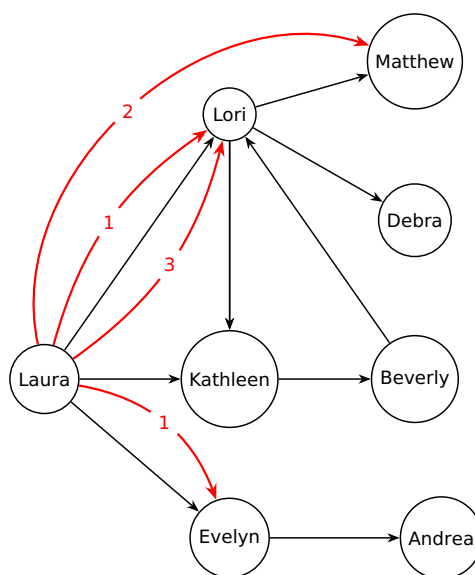 Matthew
2
Lori
1
Debra
3
Laura
Kathleen
Beverly
1
Evelyn
Andrea